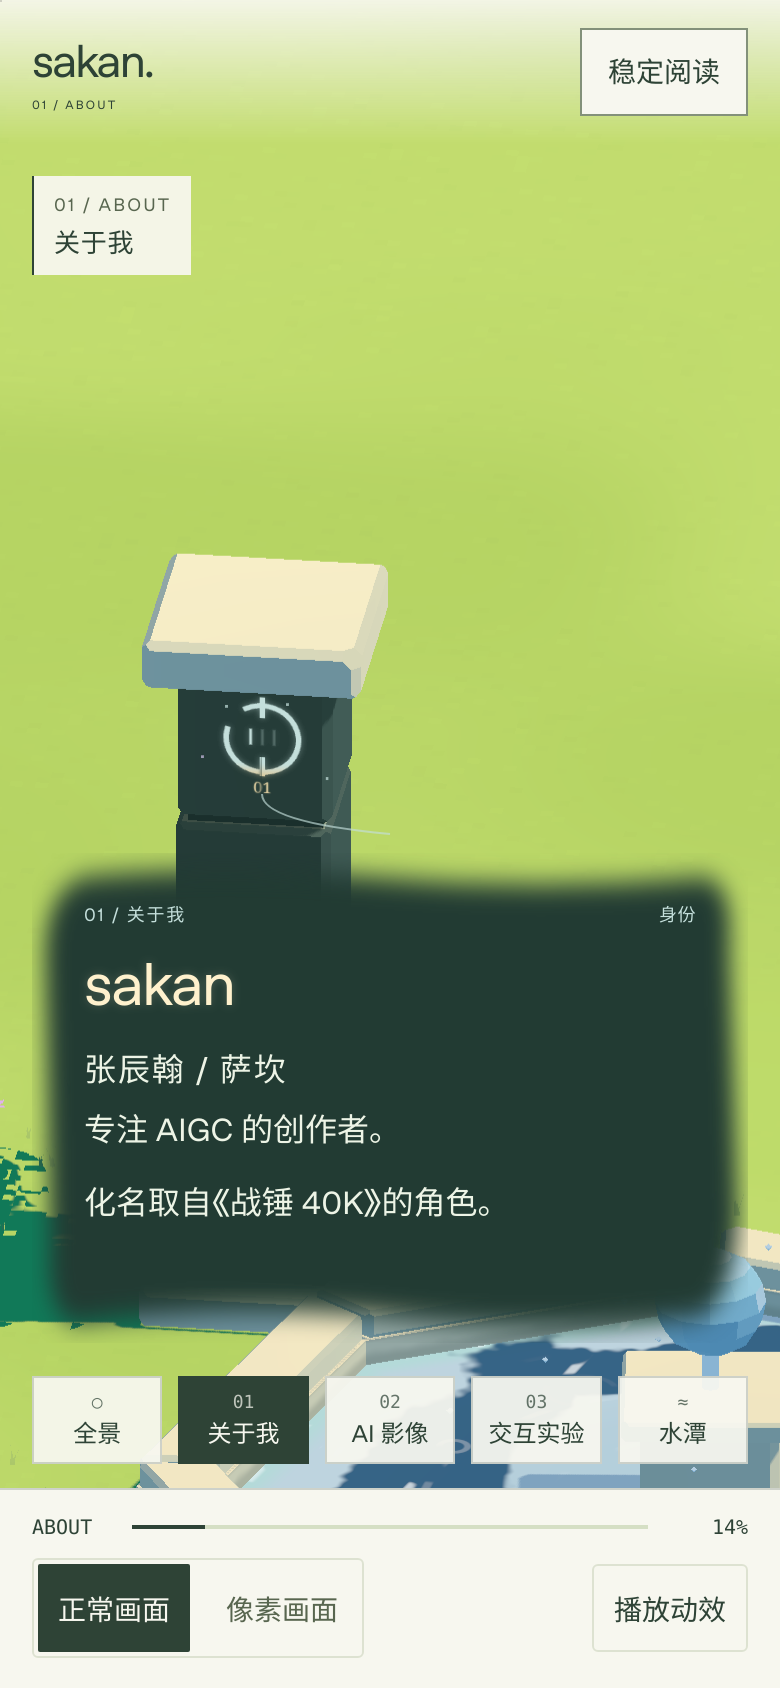 sakan.
01 / ABOUT
稳定阅读
01 / ABOUT
关于我
01
01 / 关于我
身份
sakan
张辰翰 / 萨坎
专注 AIGC 的创作者。
化名取自《战锤 40K》的角色。
○
全景
01
关于我
02
AI 影像
03
交互实验
≈
水潭
ABOUT
14%
正常画面
像素画面
播放动效